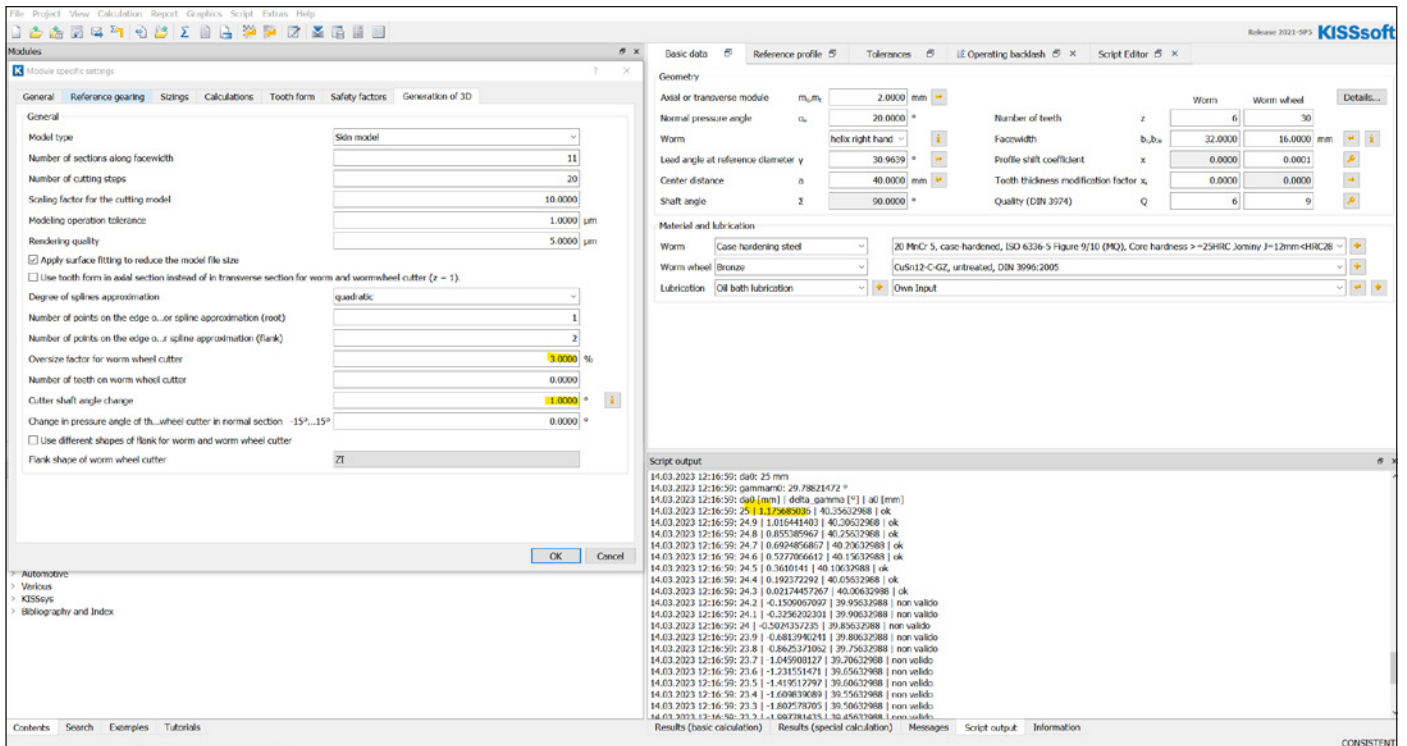 File Project View Calculation Report Graphics Script Extras Help
Release 2021-SP5 KISSsoft
Modules
Module specific settings
General Reference gearing Sizings Calculations Tooth form Safety factors Generation of 3D
General
Model type Skin model
Number of sections along facewidth 11
Number of cutting steps 20
Scaling factor for the cutting model 10.0000
Modeling operation tolerance 1.0000 µm
Rendering quality 5.0000 µm
Apply surface fitting to reduce the model file size
Use tooth form in axial section instead of in transverse section for worm and wormwheel cutter (z = 1).
Degree of splines approximation quadratic
Number of points on the edge o...or spline approximation (root) 1
Number of points on the edge o...r spline approximation (flank) 2
Oversize factor for worm wheel cutter 3.0000 %
Number of teeth on worm wheel cutter 0.0000
Cutter shaft angle change 1.0000 °
Change in pressure angle of th...wheel cutter in normal section -15°...15° 0.0000 °
Use different shapes of flank for worm and worm wheel cutter
Flank shape of worm wheel cutter ZI
OK Cancel
> Automotive
> Various
> KISSsys
> Bibliography and Index
Contents Search Examples Tutorials
Basic data Reference profile Tolerances Operating backlash Script Editor
Geometry
Axial or transverse module mₓ,mₜ 2.0000 mm
Worm Worm wheel Details...
Normal pressure angle αₙ 20.0000 ° Number of teeth z 6 30
Worm helix right hand Facewidth 32.0000 16.0000 mm
Lead angle at reference diameter γ 30.9639 ° Profile shift coefficient x 0.0000 0.0001
Center distance a 40.0000 mm Tooth thickness modification factor xₛ 0.0000 0.0000
Shaft angle Σ 90.0000 ° Quality (DIN 3974) Q 6 9
Material and lubrication
Worm Case hardening steel 20 MnCr 5, case-hardened, ISO 6336-5 Figure 9/10 (MQ), Core hardness >=25HRC Jominy J=12mm<HRC28
Worm wheel Bronze CuSn12-C-GZ, untreated, DIN 3996:2005
Lubrication Oil bath lubrication Own Input
Script output
14.03.2023 12:16:59: da0: 25 mm
14.03.2023 12:16:59: gammam0: 29.78821472 °
14.03.2023 12:16:59: da0 [mm] | delta_gamma [°] | a0 [mm]
14.03.2023 12:16:59: 25 | 1.175685036 | 40.35632988 | ok
14.03.2023 12:16:59: 24.9 | 1.016441403 | 40.30632988 | ok
14.03.2023 12:16:59: 24.8 | 0.855385967 | 40.25632988 | ok
14.03.2023 12:16:59: 24.7 | 0.6924856867 | 40.20632988 | ok
14.03.2023 12:16:59: 24.6 | 0.5277066612 | 40.15632988 | ok
14.03.2023 12:16:59: 24.5 | 0.3610141 | 40.10632988 | ok
14.03.2023 12:16:59: 24.4 | 0.192372292 | 40.05632988 | ok
14.03.2023 12:16:59: 24.3 | 0.02174457267 | 40.00632988 | ok
14.03.2023 12:16:59: 24.2 | -0.1509067097 | 39.95632988 | non valido
14.03.2023 12:16:59: 24.1 | -0.3256202301 | 39.90632988 | non valido
14.03.2023 12:16:59: 24 | -0.5024357235 | 39.85632988 | non valido
14.03.2023 12:16:59: 23.9 | -0.6813940241 | 39.80632988 | non valido
14.03.2023 12:16:59: 23.8 | -0.8625371062 | 39.75632988 | non valido
14.03.2023 12:16:59: 23.7 | -1.045908127 | 39.70632988 | non valido
14.03.2023 12:16:59: 23.6 | -1.231551471 | 39.65632988 | non valido
14.03.2023 12:16:59: 23.5 | -1.419512797 | 39.60632988 | non valido
14.03.2023 12:16:59: 23.4 | -1.609839089 | 39.55632988 | non valido
14.03.2023 12:16:59: 23.3 | -1.802578705 | 39.50632988 | non valido
14.03.2023 12:16:59: 23.2 | -1.997781435 | 39.45632988 | non valido
Results (basic calculation) Results (special calculation) Messages Script output Information
CONSISTENT